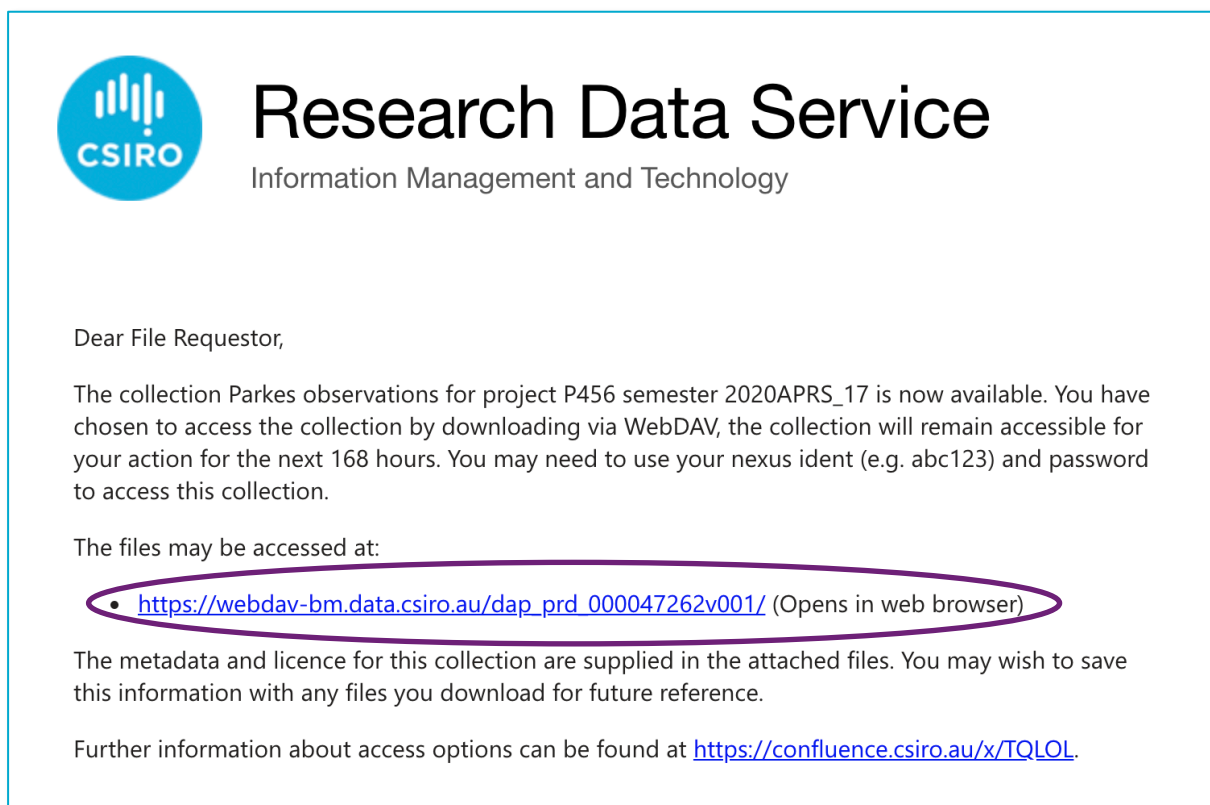 CSIRO
Research Data Service
Information Management and Technology
Dear File Requestor,
The collection Parkes observations for project P456 semester 2020APRS_17 is now available. You have
chosen to access the collection by downloading via WebDAV, the collection will remain accessible for
your action for the next 168 hours. You may need to use your nexus ident (e.g. abc123) and password
to access this collection.
The files may be accessed at:
• https://webdav-bm.data.csiro.au/dap_prd_000047262v001/ (Opens in web browser)
The metadata and licence for this collection are supplied in the attached files. You may wish to save
this information with any files you download for future reference.
Further information about access options can be found at https://confluence.csiro.au/x/TQLOL.